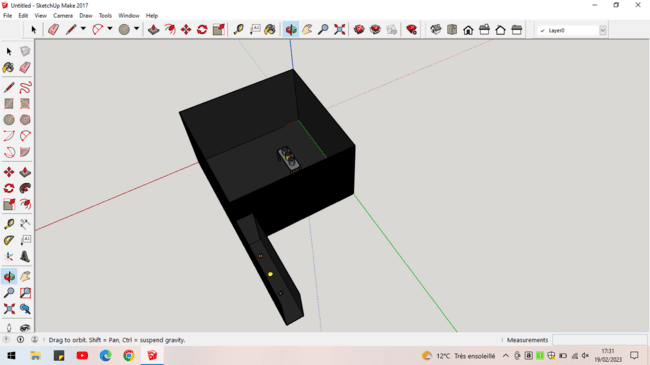 Untitled - SketchUp Make 2017
File Edit View Camera Draw Tools Window Help
Layer0
Drag to orbit. Shift = Pan, Ctrl = suspend gravity.
Measurements
12°C Très ensoleillé
17:31
19/02/2023